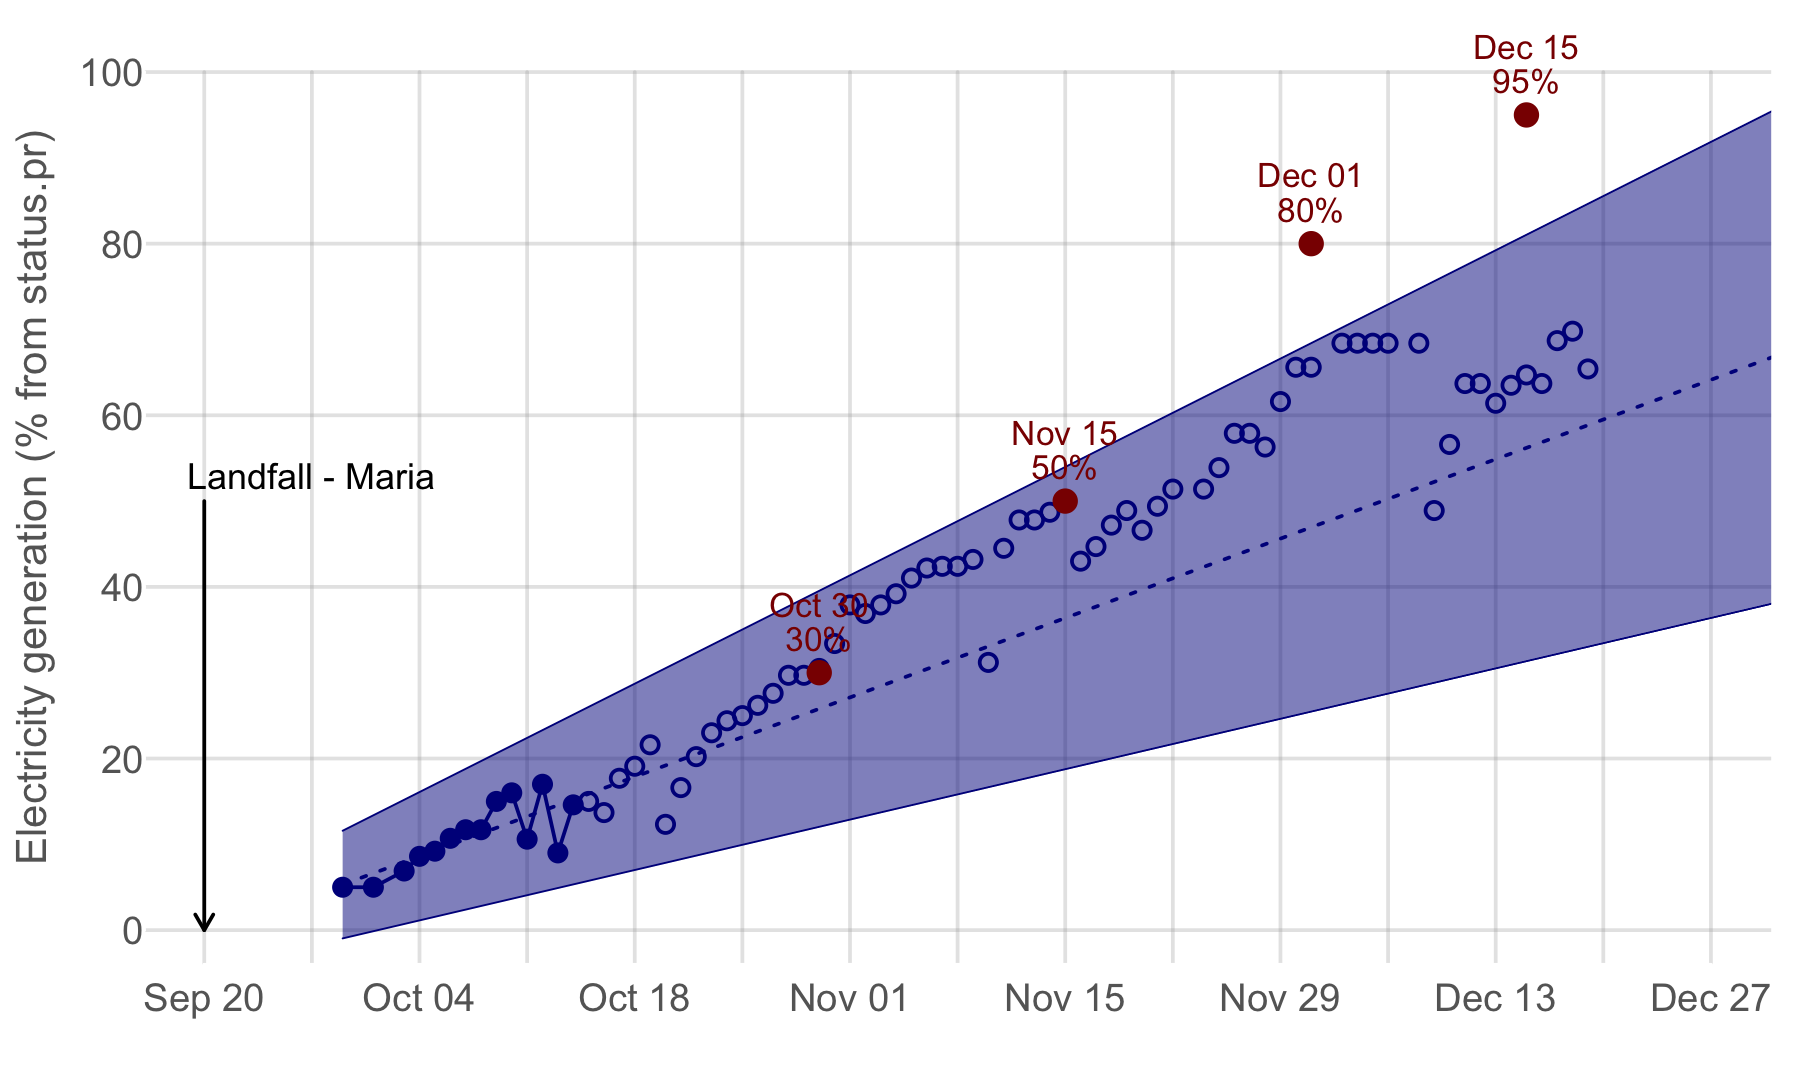 Dec 15
95%
Dec 01
80%
Nov 15
50%
Oct 30
30%
Landfall - Maria
Electricity generation (% from status.pr)
100
80
60
40
20
0
Sep 20
Oct 04
Oct 18
Nov 01
Nov 15
Nov 29
Dec 13
Dec 27